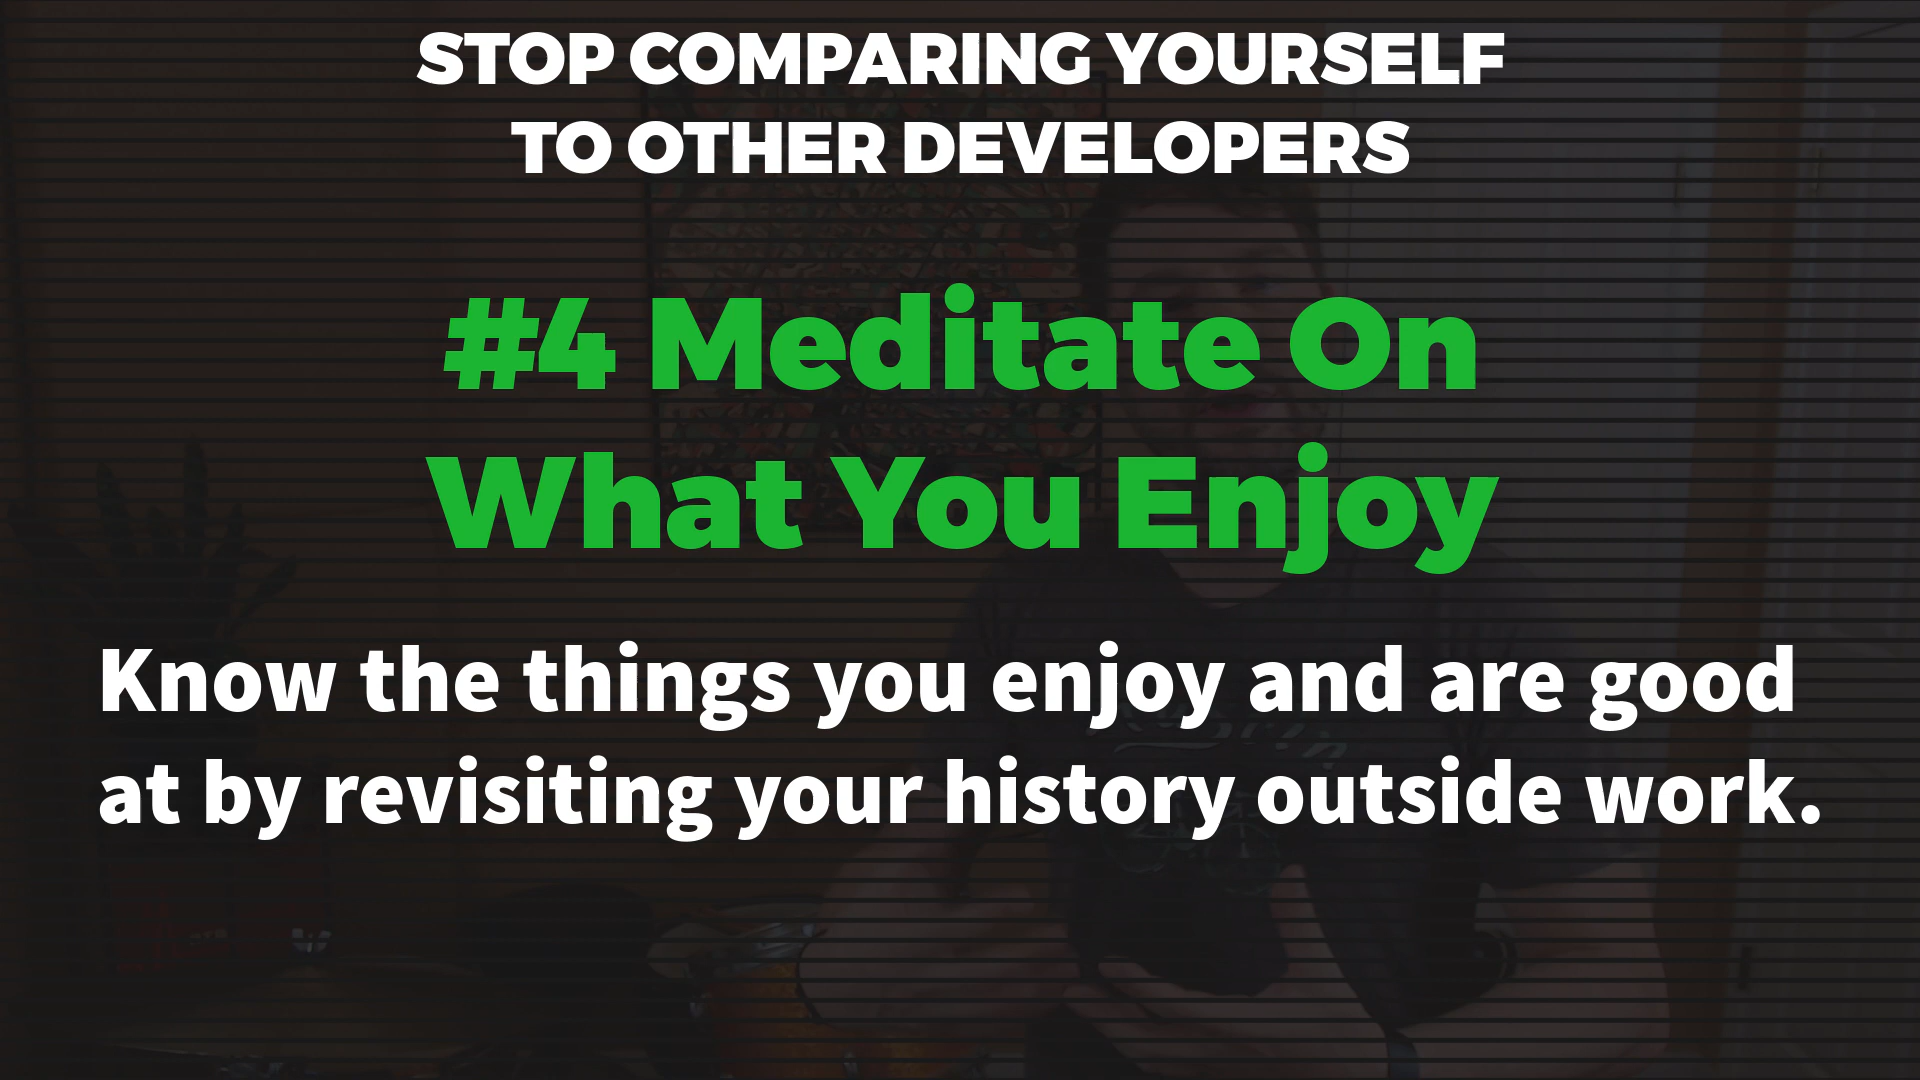 STOP COMPARING YOURSELF
TO OTHER DEVELOPERS
#4 Meditate On
What You Enjoy
Know the things you enjoy and are good
at by revisiting your history outside work.